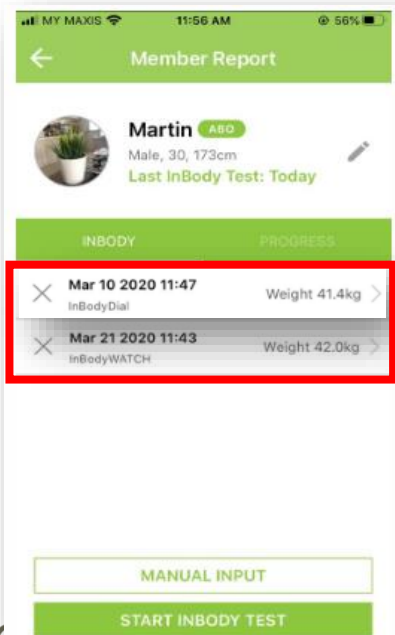 MY MAXIS 11:56 AM 56%
Member Report
Martin ABO
Male, 30, 173cm
Last InBody Test: Today
INBODY PROGRESS
Mar 10 2020 11:47
Weight 41.4kg
InBodyDial
Mar 21 2020 11:43
Weight 42.0kg
InBodyWATCH
MANUAL INPUT
START INBODY TEST